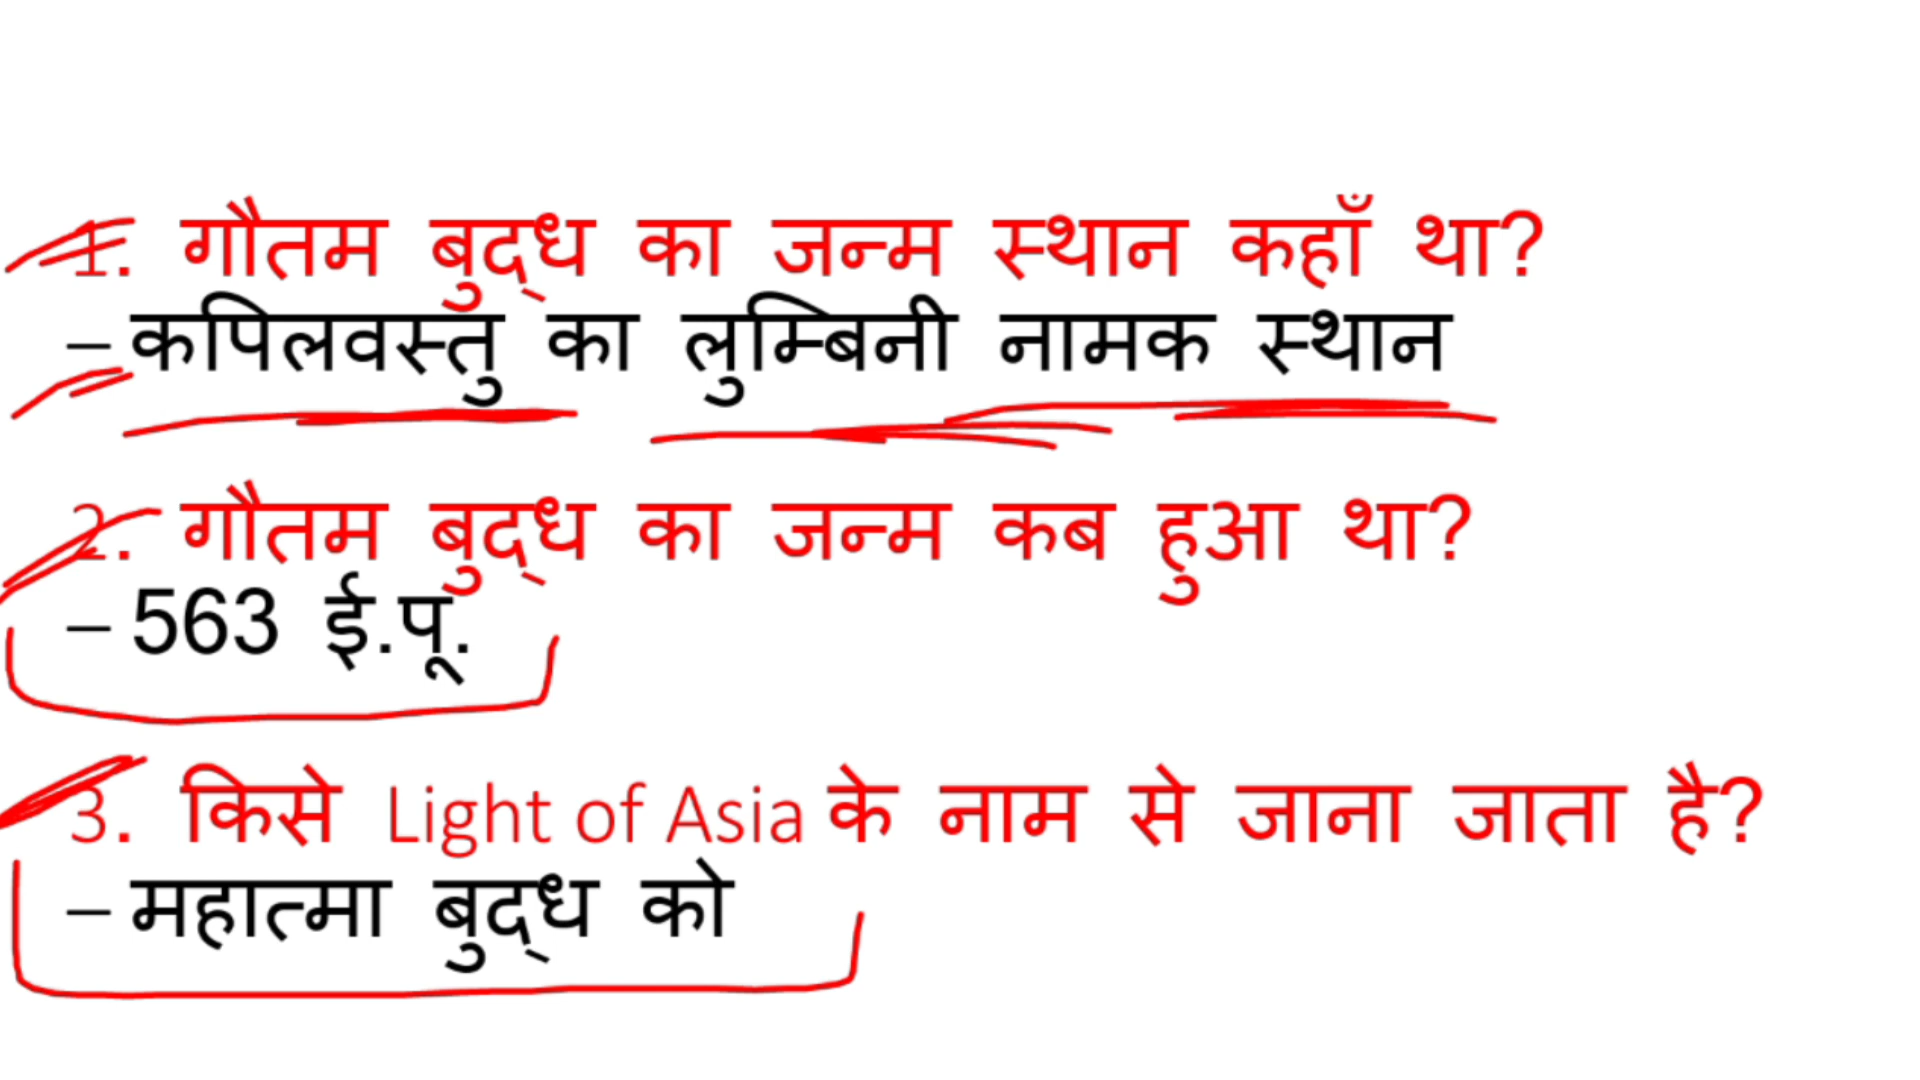 1. गौतम बुद्ध का जन्म स्थान कहाँ था?
– कपिलवस्तु का लुम्बिनी नामक स्थान
2. गौतम बुद्ध का जन्म कब हुआ था?
– 563 ई.पू.
3. किसे Light of Asia के नाम से जाना जाता है?
– महात्मा बुद्ध को